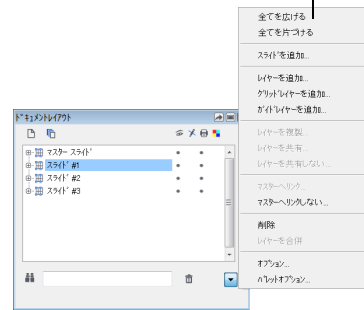 全てを広げる
全てを片づける
スライドを追加...
レイヤーを追加...
グリッドレイヤーを追加...
ガイドレイヤーを追加...
レイヤーを複製...
レイヤーを共有...
レイヤーを共有しない...
マスターへリンク...
マスターへリンクしない...
削除
レイヤーを合併
オプション...
パレットオプション...
ドキュメントレイアウト
マスター スライド
スライド #1
スライド #2
スライド #3